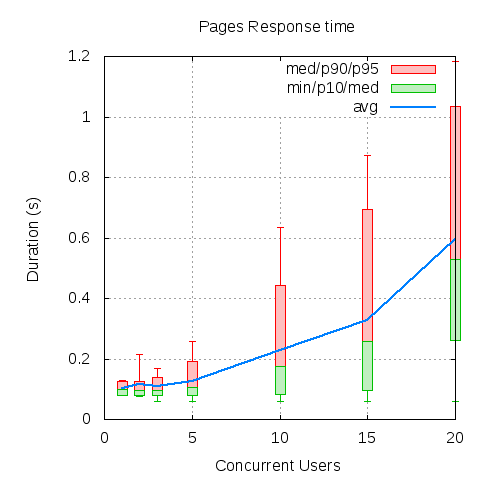 Pages Response time
med/p90/p95
min/p10/med
avg
1.2
1
0.8
0.6
0.4
0.2
0
Duration (s)
0 5 10 15 20
Concurrent Users